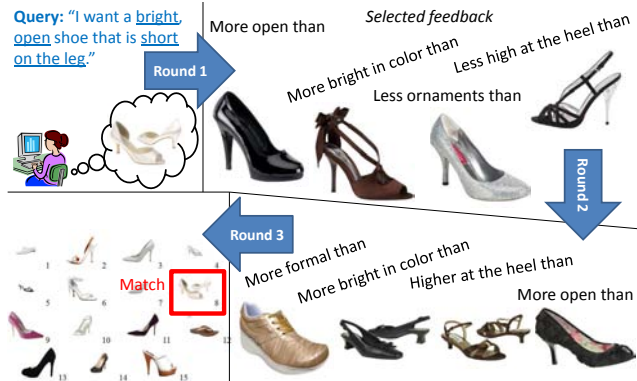 Query: “I want a bright,
open shoe that is short
on the leg.”
Round 1
Selected feedback
More open than
More bright in color than
Less ornaments than
Less high at the heel than
Round 2
More formal than
More bright in color than
Higher at the heel than
More open than
Round 3
Match
1 2 3 4
5 6 7 8
9 10 11 12
13 14 15